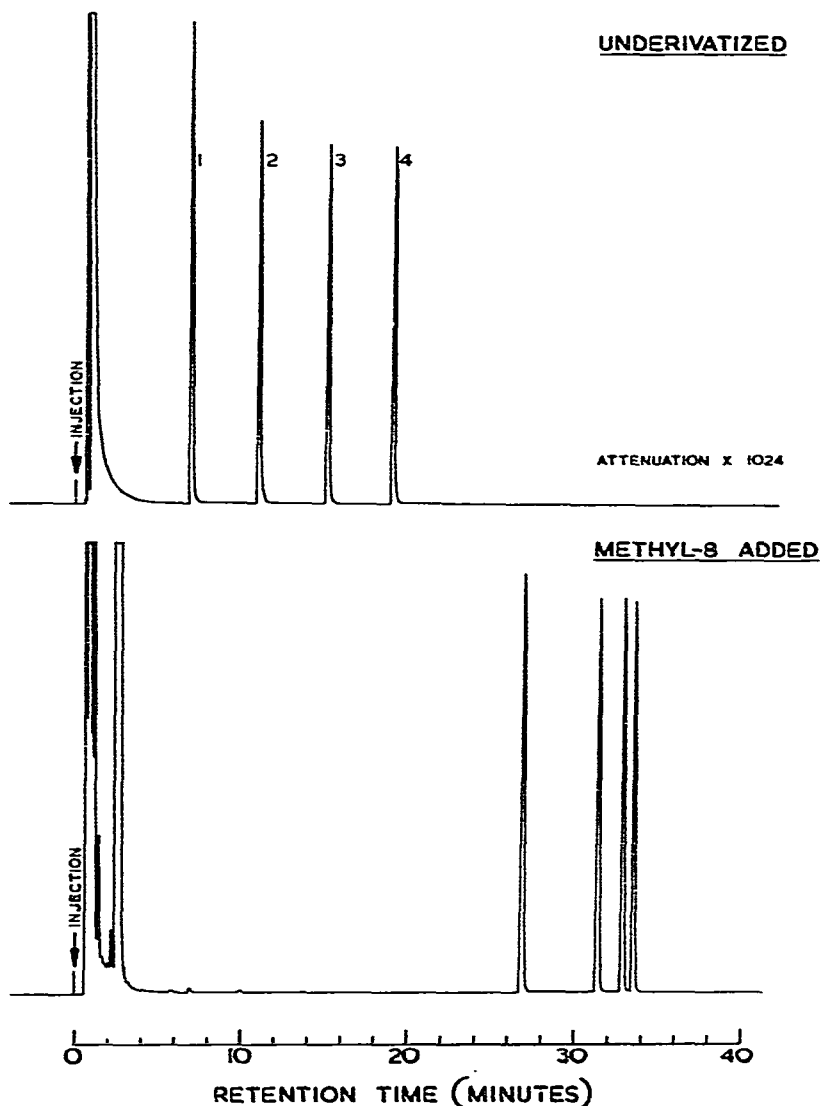 UNDERIVATIZED
1
2
3
4
INJECTION
ATTENUATION X 1024
METHYL-8 ADDED
INJECTION
0
10
20
30
40
RETENTION TIME (MINUTES)